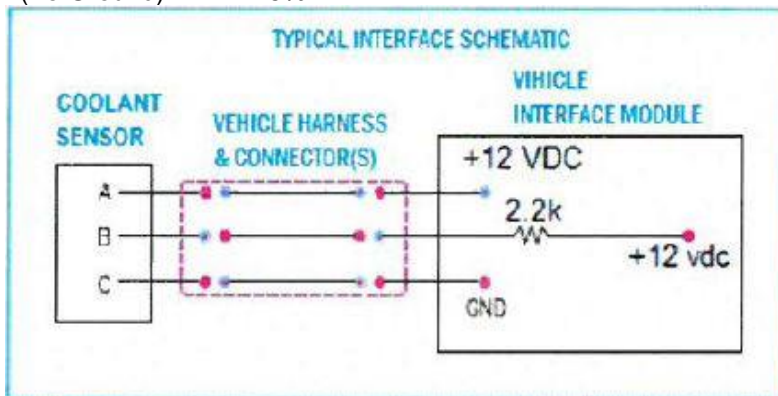 TYPICAL INTERFACE SCHEMATIC
COOLANT
SENSOR
VEHICLE HARNESS
& CONNECTOR(S)
VIHICLE
INTERFACE MODULE
A
B
C
+12 VDC
2.2k
+12 vdc
GND